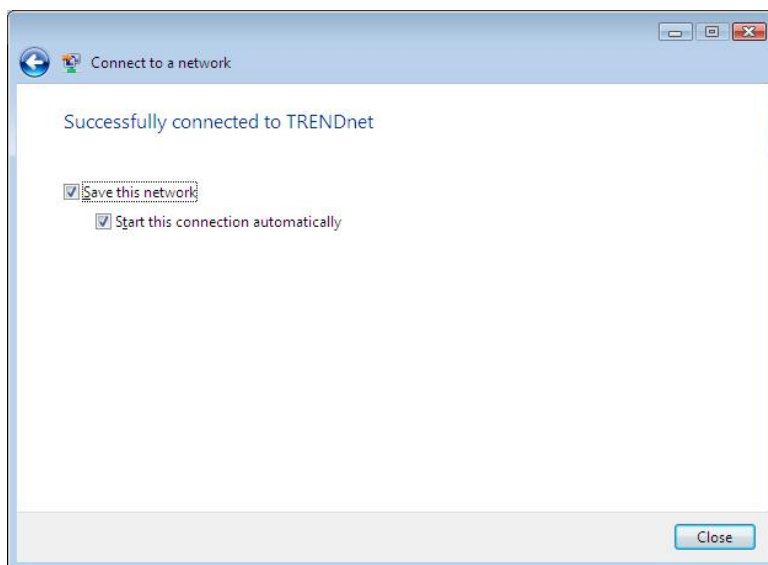 Connect to a network
Successfully connected to TRENDnet
Save this network
Start this connection automatically
Close